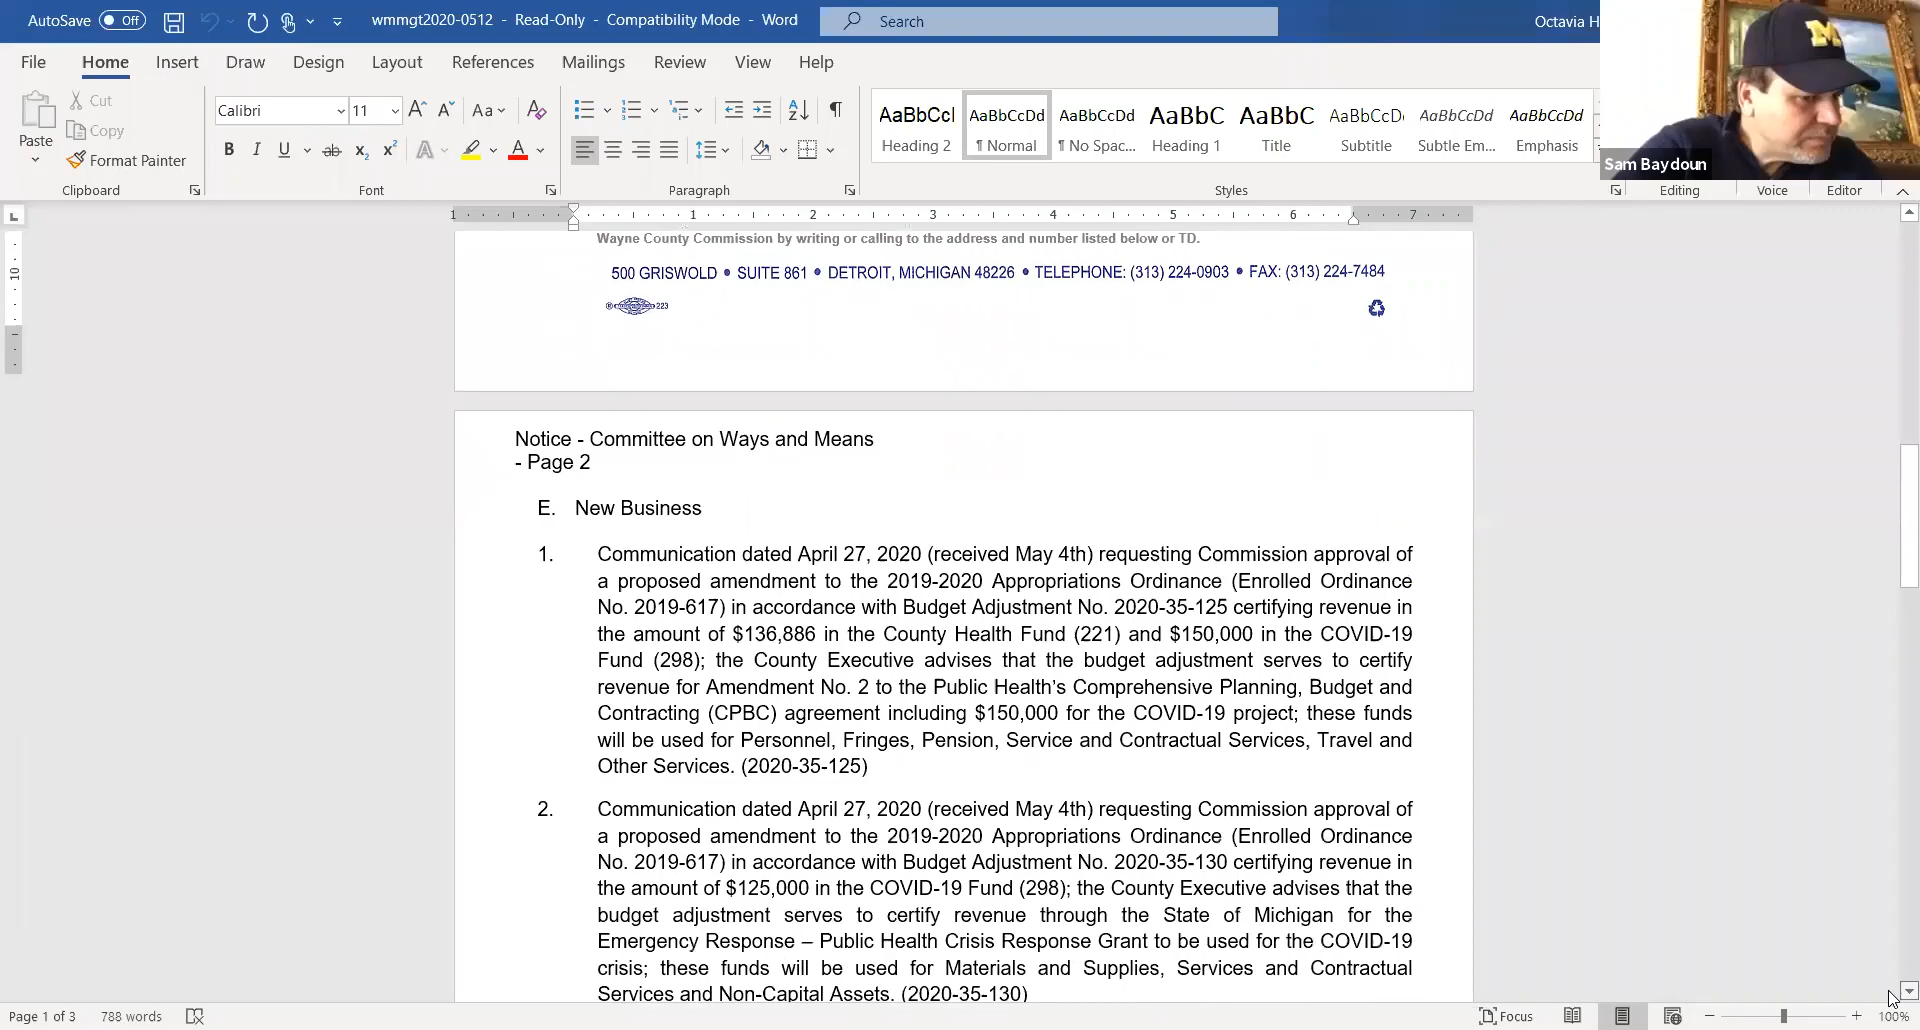 AutoSave Off wmmgt2020-0512 - Read-Only - Compatibility Mode - Word Search Octavia H
File Home Insert Draw Design Layout References Mailings Review View Help
Cut
Copy
Paste
Format Painter
Clipboard
Calibri 11
Font
Paragraph
AaBbCcI AaBbCcDd AaBbCcDd AaBbC AaBbC AaBbCcD AaBbCcDd AaBbCcDd
Heading 2 ¶ Normal ¶ No Spac... Heading 1 Title Subtitle Subtle Em... Emphasis
Styles
Editing Voice Editor
M
Sam Baydoun
1 1 2 3 4 5 6 7
10
Wayne County Commission by writing or calling to the address and number listed below or TD.
500 GRISWOLD • SUITE 861 • DETROIT, MICHIGAN 48226 • TELEPHONE: (313) 224-0903 • FAX: (313) 224-7484
223
Notice - Committee on Ways and Means
- Page 2
E. New Business
1. Communication dated April 27, 2020 (received May 4th) requesting Commission approval of
a proposed amendment to the 2019-2020 Appropriations Ordinance (Enrolled Ordinance
No. 2019-617) in accordance with Budget Adjustment No. 2020-35-125 certifying revenue in
the amount of $136,886 in the County Health Fund (221) and $150,000 in the COVID-19
Fund (298); the County Executive advises that the budget adjustment serves to certify
revenue for Amendment No. 2 to the Public Health’s Comprehensive Planning, Budget and
Contracting (CPBC) agreement including $150,000 for the COVID-19 project; these funds
will be used for Personnel, Fringes, Pension, Service and Contractual Services, Travel and
Other Services. (2020-35-125)
2. Communication dated April 27, 2020 (received May 4th) requesting Commission approval of
a proposed amendment to the 2019-2020 Appropriations Ordinance (Enrolled Ordinance
No. 2019-617) in accordance with Budget Adjustment No. 2020-35-130 certifying revenue in
the amount of $125,000 in the COVID-19 Fund (298); the County Executive advises that the
budget adjustment serves to certify revenue through the State of Michigan for the
Emergency Response – Public Health Crisis Response Grant to be used for the COVID-19
crisis; these funds will be used for Materials and Supplies, Services and Contractual
Services and Non-Capital Assets. (2020-35-130)
Page 1 of 3 788 words Focus 100%